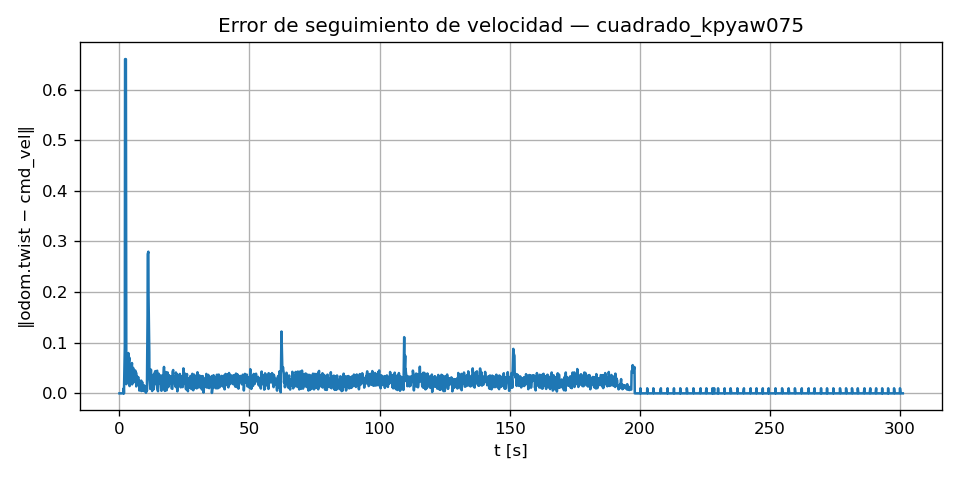 Error de seguimiento de velocidad — cuadrado_kpyaw075
‖odom.twist − cmd_vel‖
0.6
0.5
0.4
0.3
0.2
0.1
0.0
0 50 100 150 200 250 300
t [s]